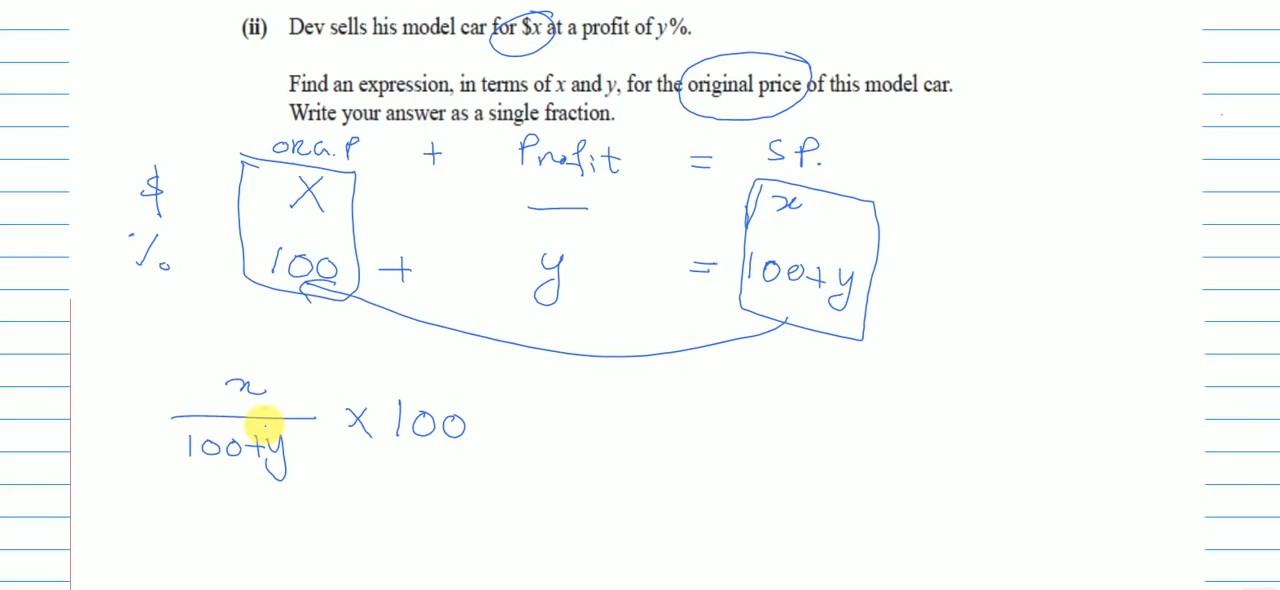 (ii) Dev sells his model car for $x at a profit of y%.
Find an expression, in terms of x and y, for the original price of this model car.
Write your answer as a single fraction.
ORG.P + Profit = S P.
$ X — x
% 100 + y = 100+y
x
100+y × 100